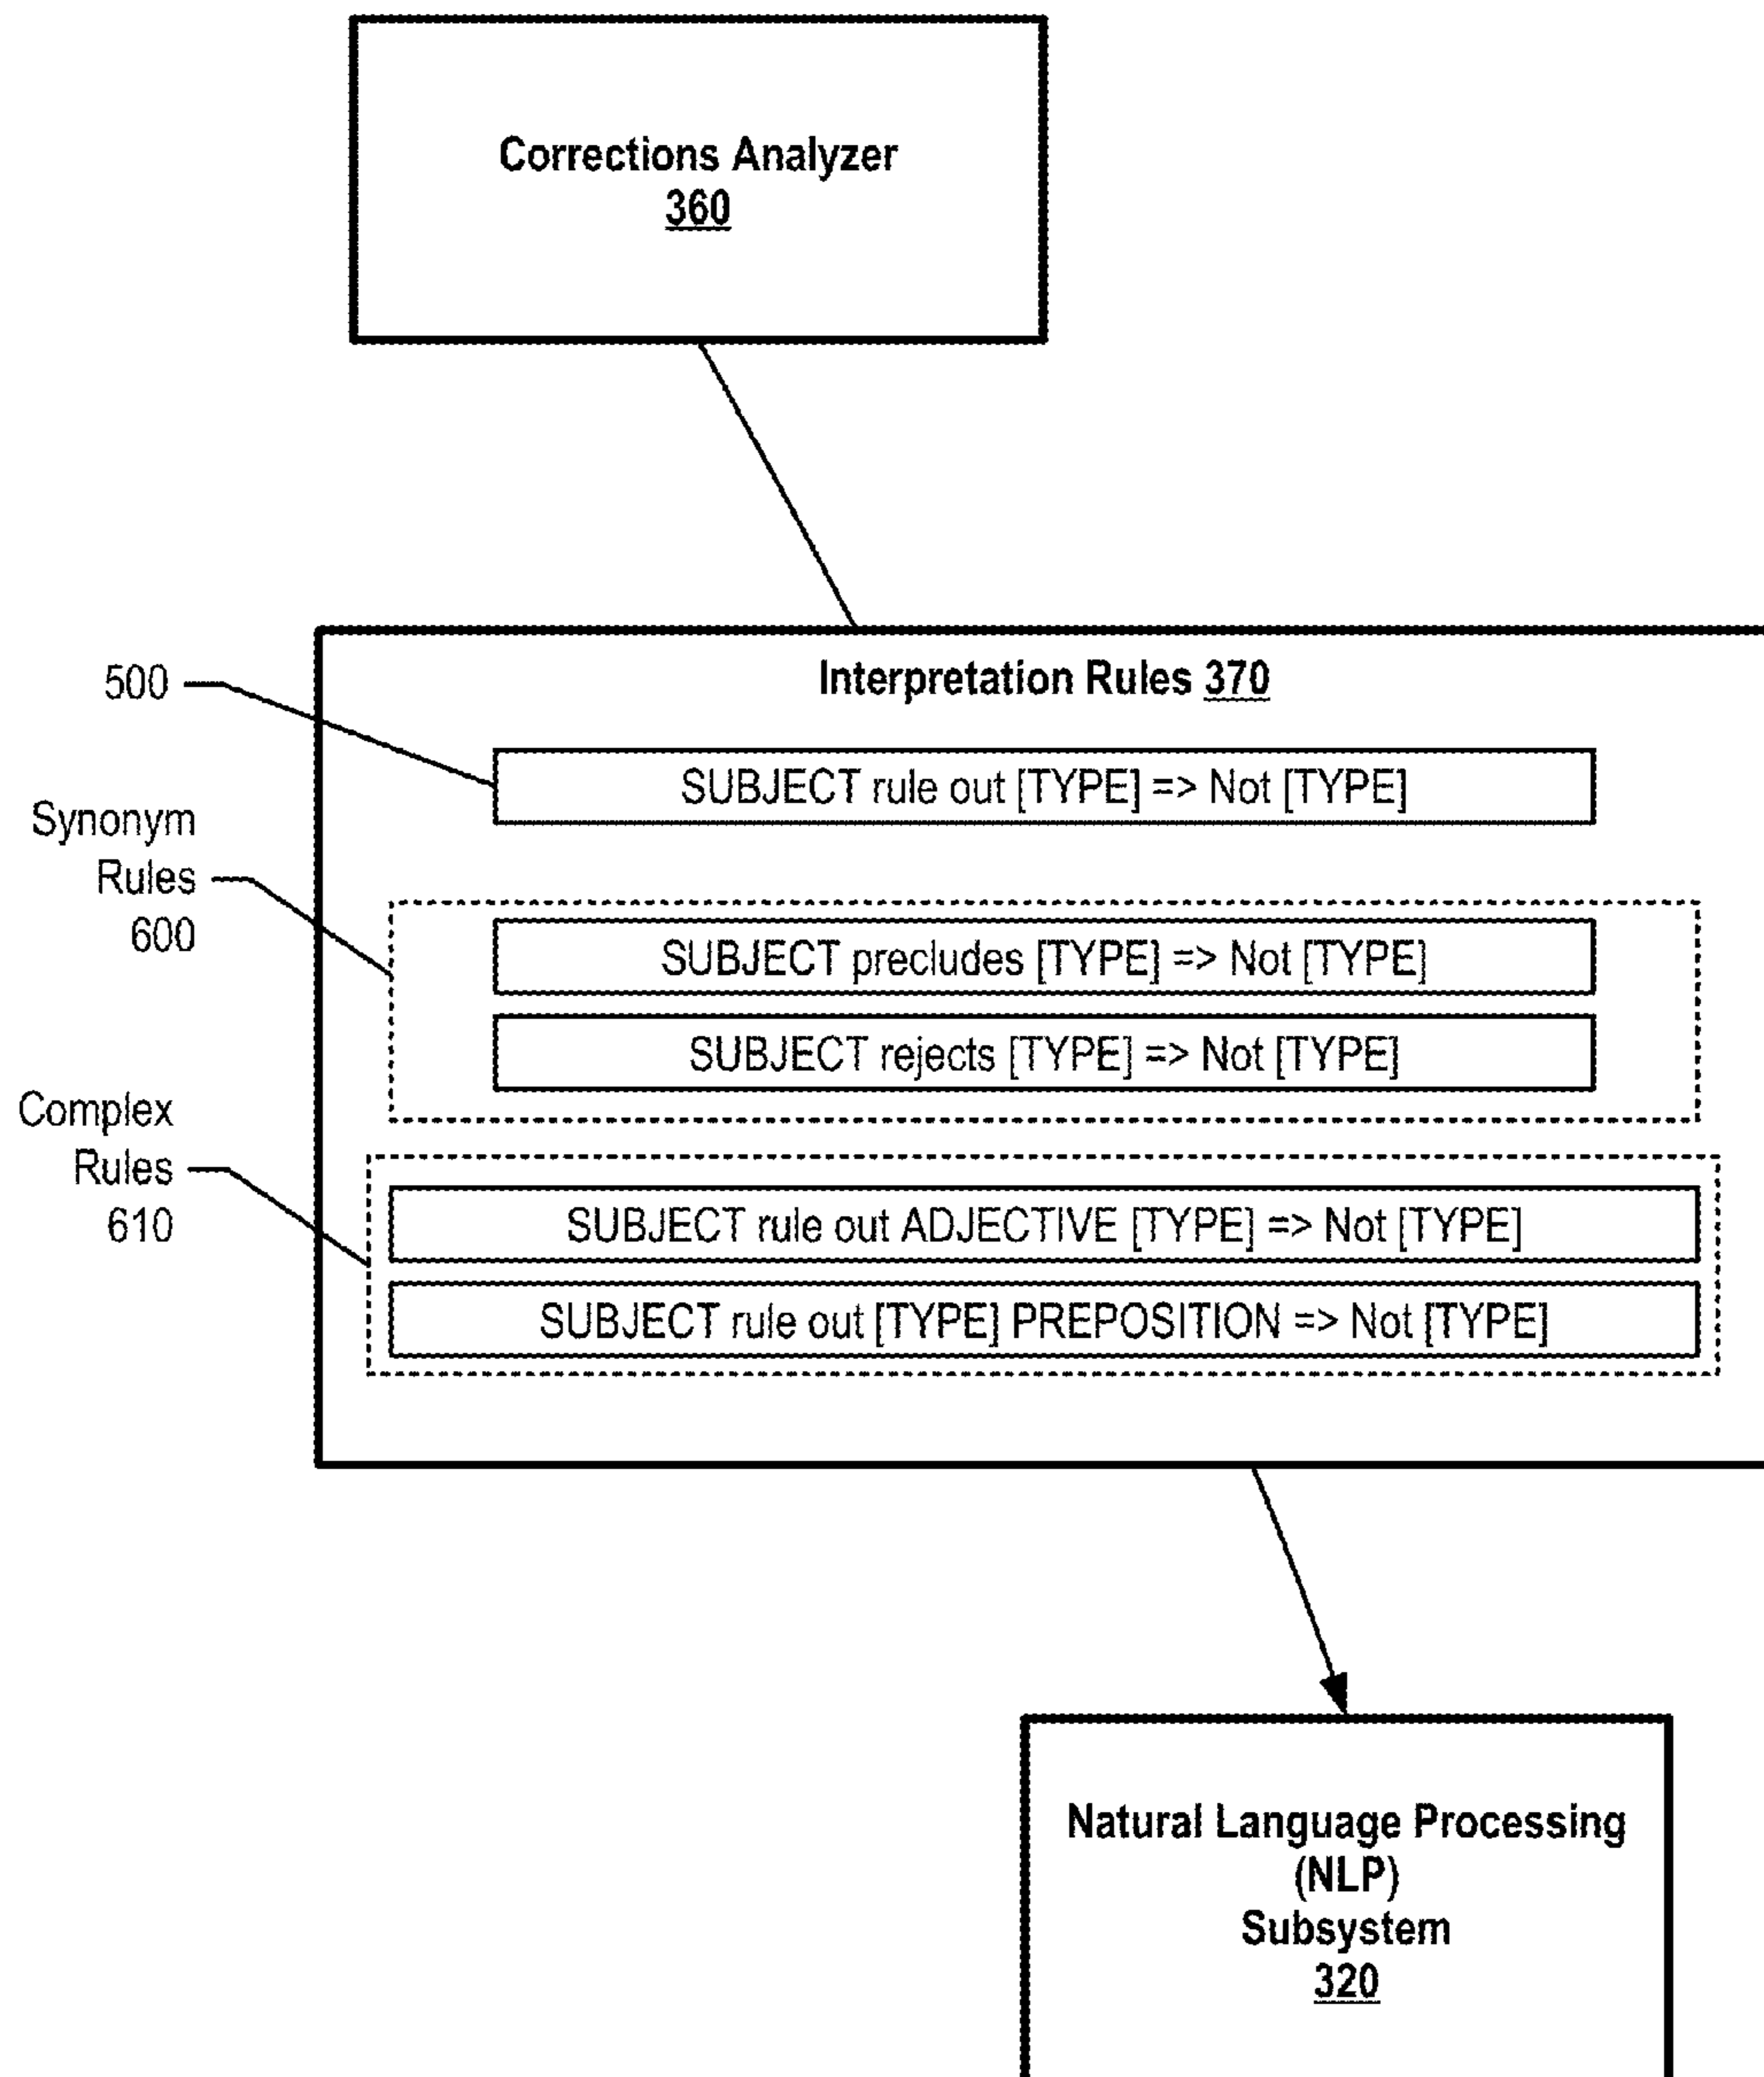 Corrections Analyzer
360
Interpretation Rules 370
500
SUBJECT rule out [TYPE] => Not [TYPE]
Synonym
Rules
600
SUBJECT precludes [TYPE] => Not [TYPE]
SUBJECT rejects [TYPE] => Not [TYPE]
Complex
Rules
610
SUBJECT rule out ADJECTIVE [TYPE] => Not [TYPE]
SUBJECT rule out [TYPE] PREPOSITION => Not [TYPE]
Natural Language Processing
(NLP)
Subsystem
320